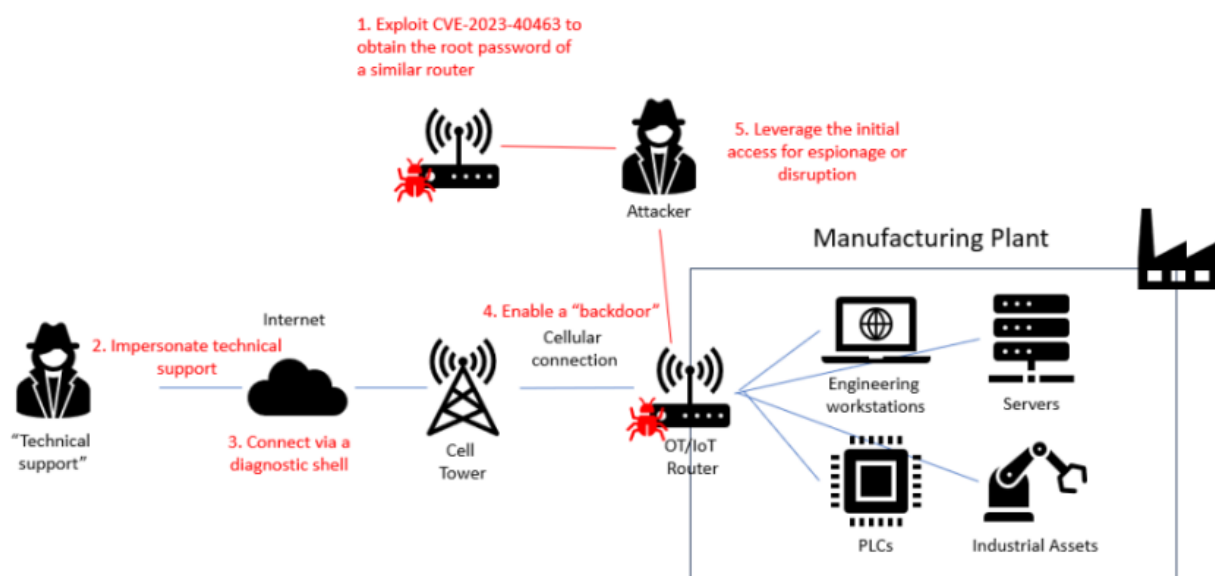 1. Exploit CVE-2023-40463 to
obtain the root password of
a similar router
5. Leverage the initial
access for espionage or
disruption
Attacker
Manufacturing Plant
4. Enable a “backdoor”
Internet
Cellular
connection
2. Impersonate technical
support
Engineering
workstations
Servers
“Technical
support”
3. Connect via a
diagnostic shell
Cell
Tower
OT/IoT
Router
PLCs
Industrial Assets